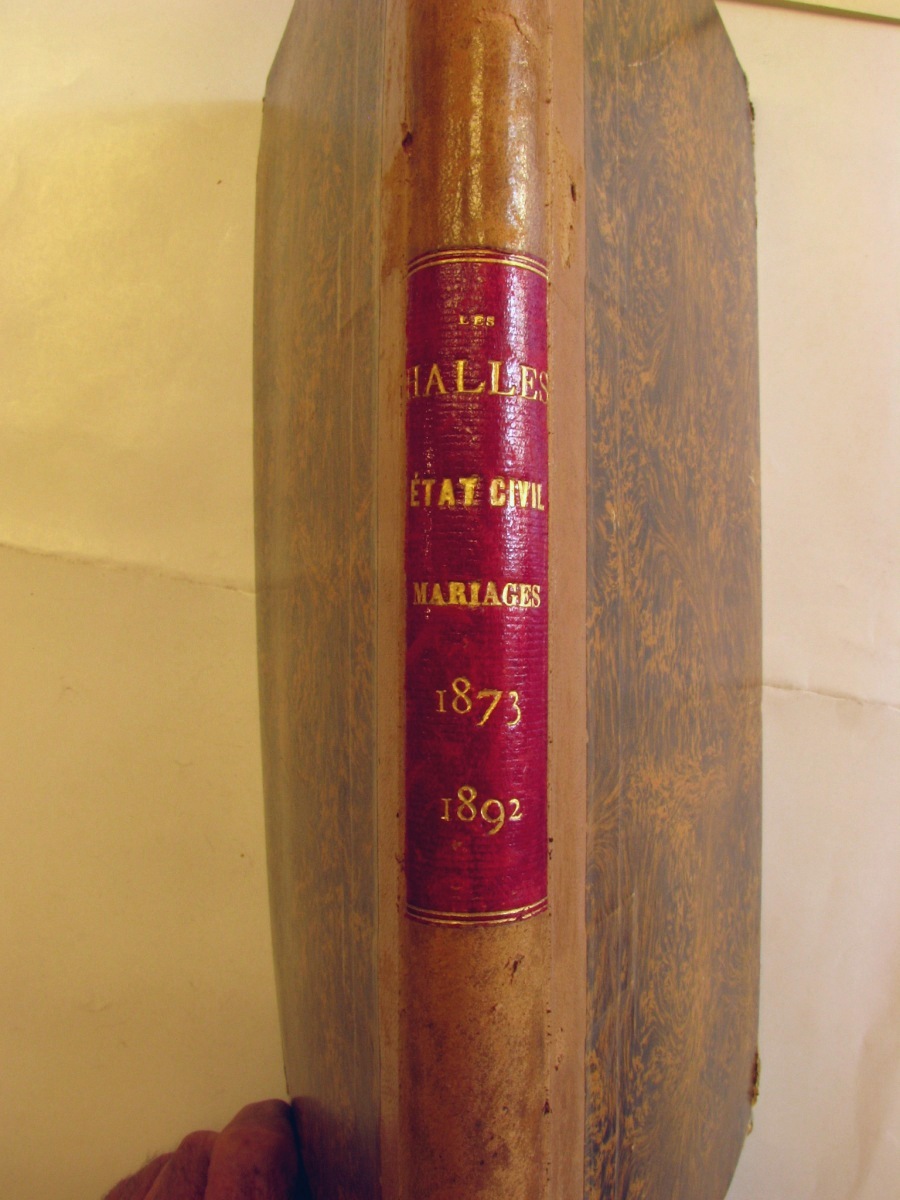 LES
HALLES
ÉTAT CIVIL
MARIAGES
1873
1892